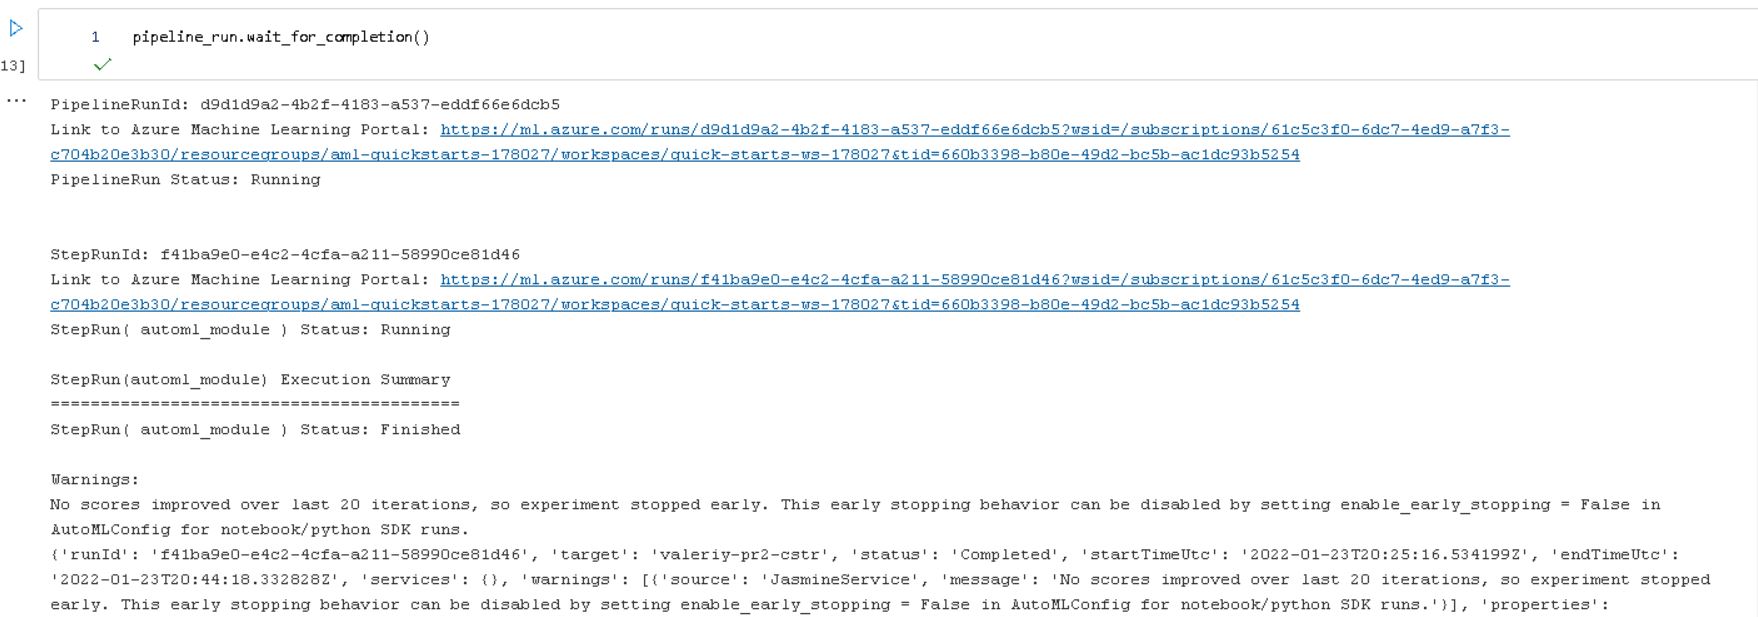 1 pipeline_run.wait_for_completion()
13]
...
PipelineRunId: d9d1d9a2-4b2f-4183-a537-eddf66e6dcb5
Link to Azure Machine Learning Portal: https://ml.azure.com/runs/d9d1d9a2-4b2f-4183-a537-eddf66e6dcb5?wsid=/subscriptions/61c5c3f0-6dc7-4ed9-a7f3-
c704b20e3b30/resourcegroups/aml-quickstarts-178027/workspaces/quick-starts-ws-178027&tid=660b3398-b80e-49d2-bc5b-ac1dc93b5254
PipelineRun Status: Running
StepRunId: f41ba9e0-e4c2-4cfa-a211-58990ce81d46
Link to Azure Machine Learning Portal: https://ml.azure.com/runs/f41ba9e0-e4c2-4cfa-a211-58990ce81d46?wsid=/subscriptions/61c5c3f0-6dc7-4ed9-a7f3-
c704b20e3b30/resourcegroups/aml-quickstarts-178027/workspaces/quick-starts-ws-178027&tid=660b3398-b80e-49d2-bc5b-ac1dc93b5254
StepRun( automl_module ) Status: Running
StepRun(automl_module) Execution Summary
=========================================
StepRun( automl_module ) Status: Finished
Warnings:
No scores improved over last 20 iterations, so experiment stopped early. This early stopping behavior can be disabled by setting enable_early_stopping = False in
AutoMLConfig for notebook/python SDK runs.
{'runId': 'f41ba9e0-e4c2-4cfa-a211-58990ce81d46', 'target': 'valeriy-pr2-cstr', 'status': 'Completed', 'startTimeUtc': '2022-01-23T20:25:16.534199Z', 'endTimeUtc':
'2022-01-23T20:44:18.332828Z', 'services': {}, 'warnings': [{'source': 'JasmineService', 'message': 'No scores improved over last 20 iterations, so experiment stopped
early. This early stopping behavior can be disabled by setting enable_early_stopping = False in AutoMLConfig for notebook/python SDK runs.'}], 'properties':